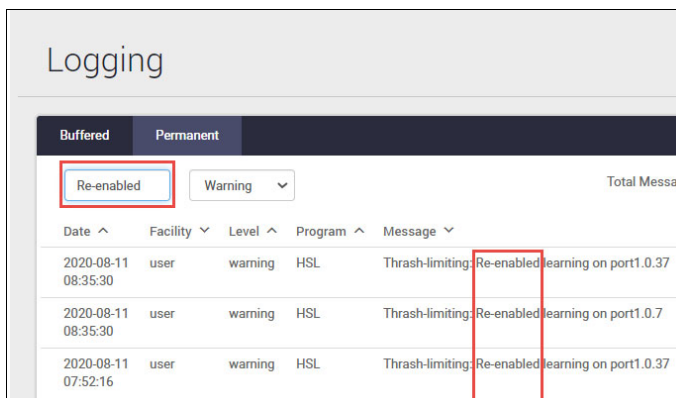 Logging
Buffered Permanent
Re-enabled Warning Total Messa
Date Facility Level Program Message
2020-08-11 user warning HSL Thrash-limiting: Re-enabled learning on port1.0.37
08:35:30
2020-08-11 user warning HSL Thrash-limiting: Re-enabled learning on port1.0.7
08:35:30
2020-08-11 user warning HSL Thrash-limiting: Re-enabled learning on port1.0.37
07:52:16